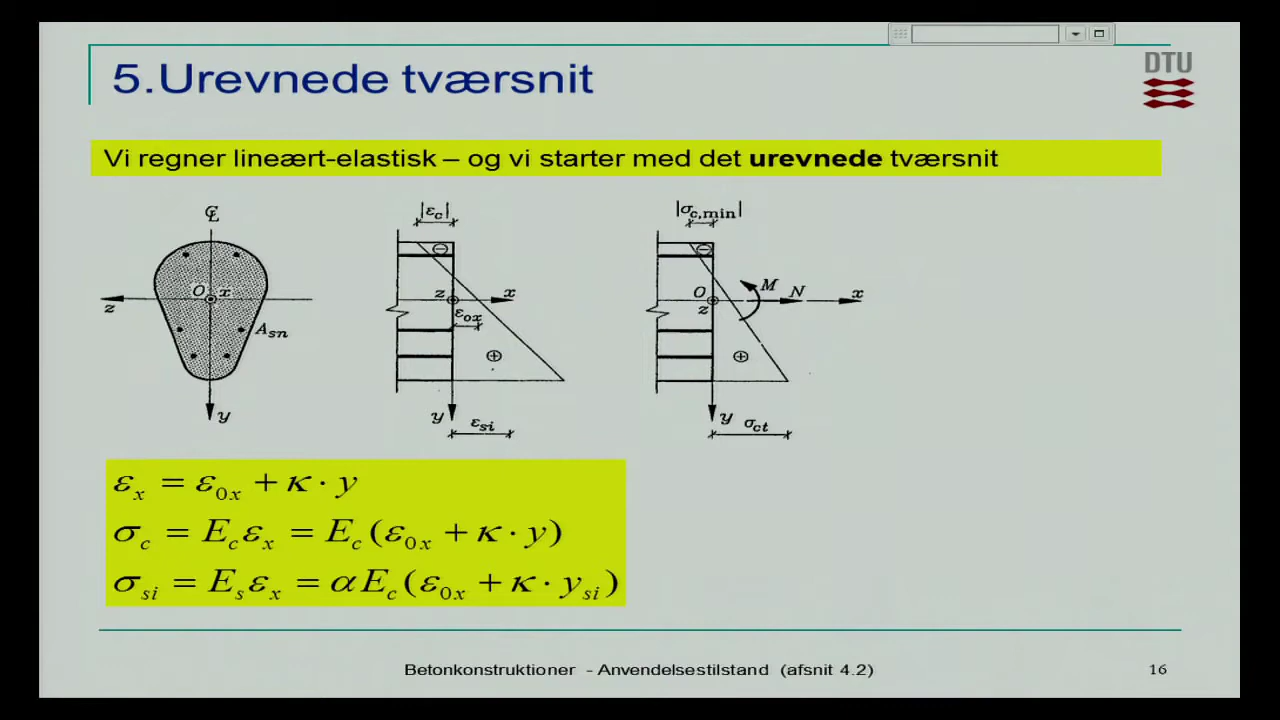 5.Urevnede tværsnit
DTU
Vi regner lineært-elastisk – og vi starter med det urevnede tværsnit
C̲L
z
O x
A_sn
y
|ε_c|
z
x
ε_ox
⊖
⊕
y
ε_si
|σ_c,min|
⊖
O
z
M
N
x
⊕
y
σ_ct
ε_x = ε_0x + κ · y
σ_c = E_c ε_x = E_c (ε_0x + κ · y)
σ_si = E_s ε_x = αE_c (ε_0x + κ · y_si)
Betonkonstruktioner - Anvendelsestilstand (afsnit 4.2)
16